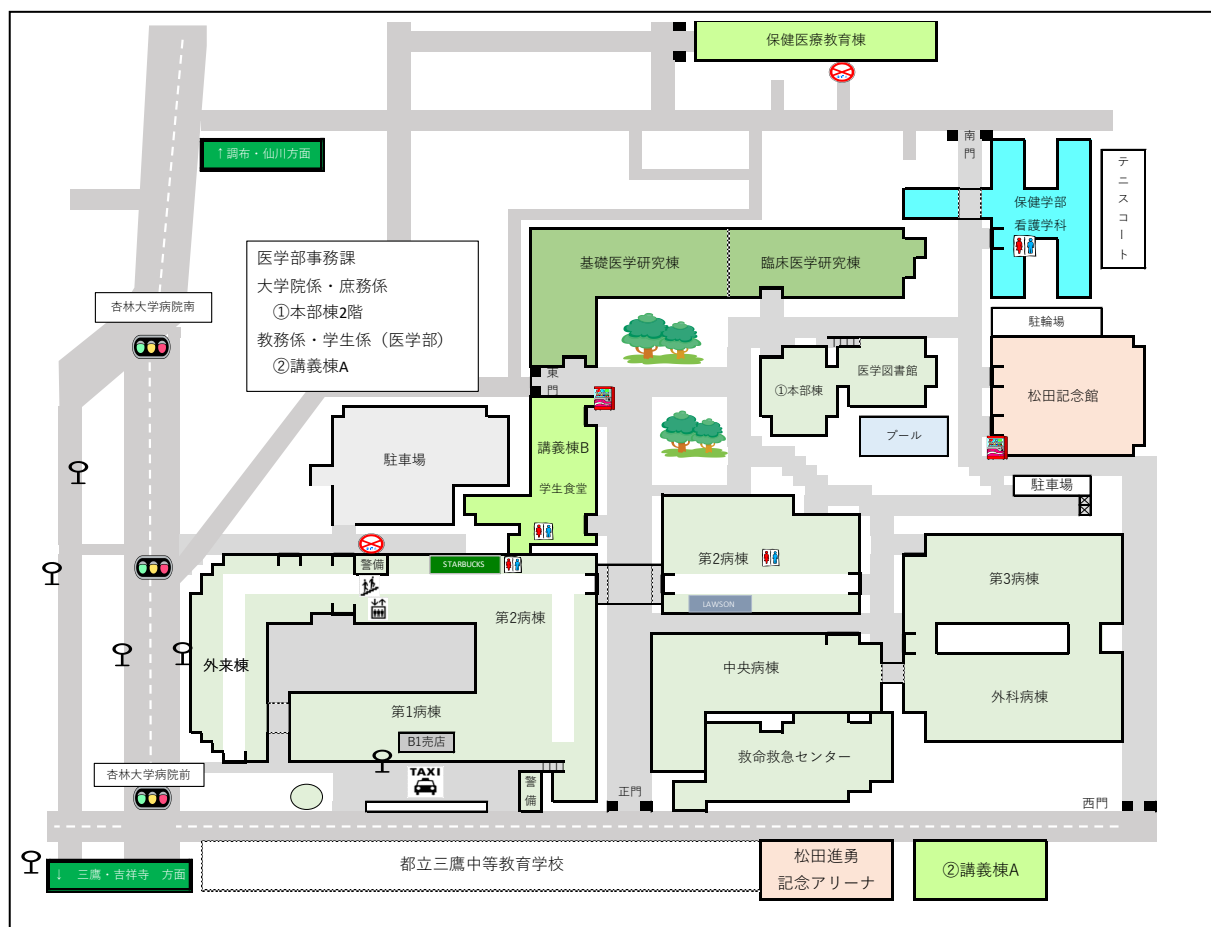 保健医療教育棟
↑調布・仙川方面
南
門
保健学部
看護学科
テニスコート
医学部事務課
大学院係・庶務係
①本部棟2階
教務係・学生係（医学部）
②講義棟A
基礎医学研究棟
臨床医学研究棟
杏林大学病院南
駐輪場
東
門
①本部棟
医学図書館
松田記念館
プール
駐車場
講義棟B
学生食堂
駐車場
警備
STARBUCKS
第2病棟
LAWSON
第3病棟
第2病棟
外来棟
中央病棟
外科病棟
第1病棟
B1売店
救命救急センター
杏林大学病院前
TAXI
警
備
正門
西門
↓ 三鷹・吉祥寺 方面
都立三鷹中等教育学校
松田進勇
記念アリーナ
②講義棟A